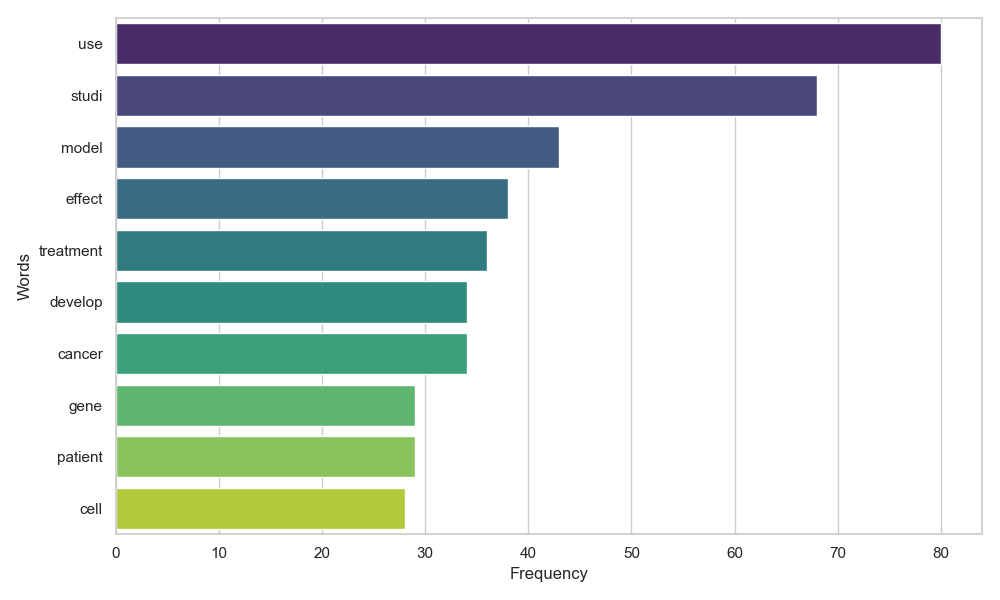 use
studi
model
effect
treatment
develop
cancer
gene
patient
cell
Words
0 10 20 30 40 50 60 70 80
Frequency